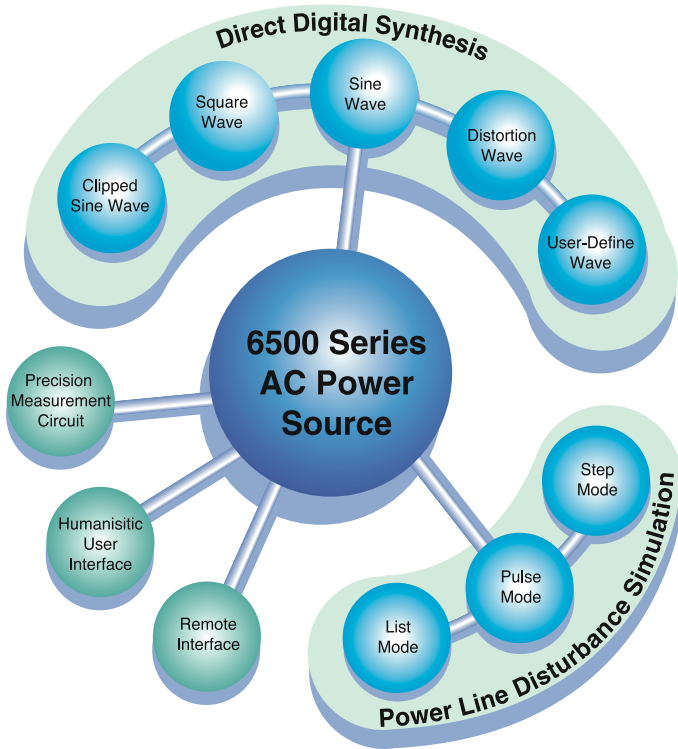 Direct Digital Synthesis
Clipped
Sine Wave
Square
Wave
Sine
Wave
Distortion
Wave
User-Define
Wave
6500 Series
AC Power
Source
Precision
Measurement
Circuit
Humanisitic
User
Interface
Remote
Interface
List
Mode
Pulse
Mode
Step
Mode
Power Line Disturbance Simulation